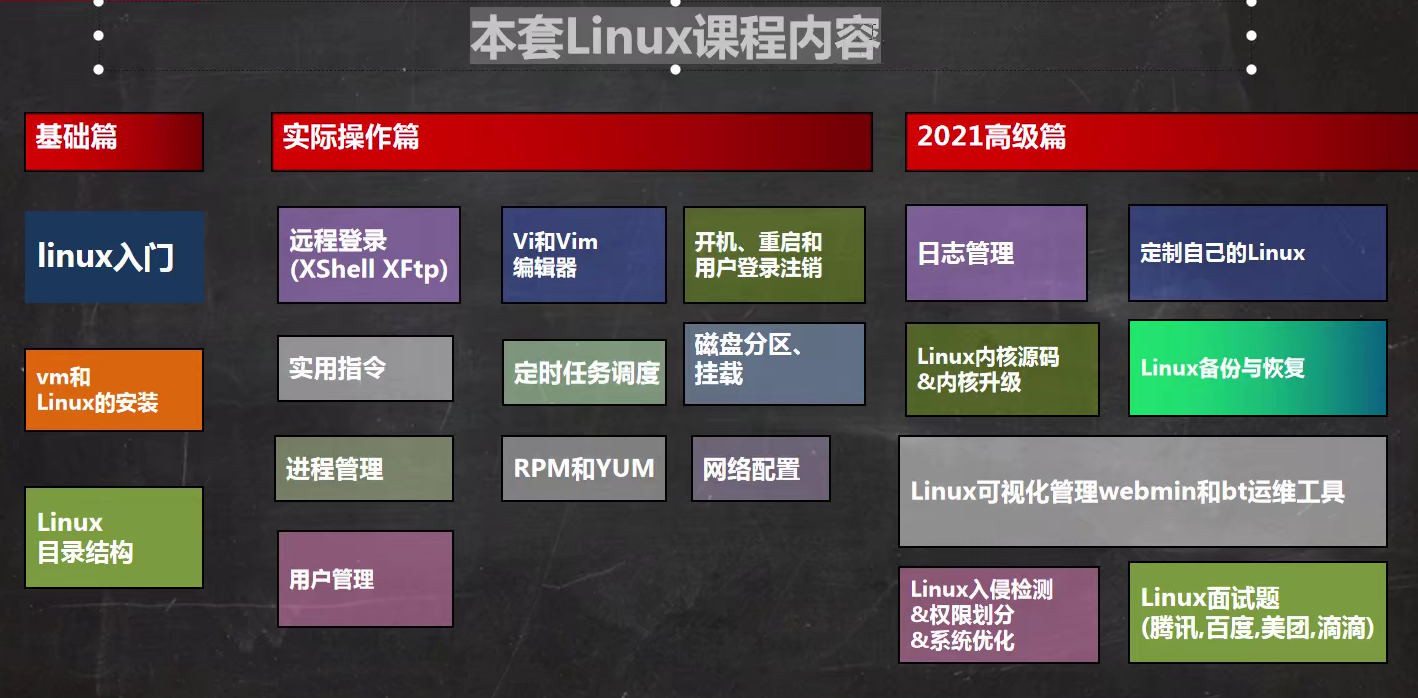 本套Linux课程内容
基础篇
实际操作篇
2021高级篇
linux入门
远程登录
(XShell XFtp)
Vi和Vim
编辑器
开机、重启和
用户登录注销
日志管理
定制自己的Linux
vm和
Linux的安装
实用指令
定时任务调度
磁盘分区、
挂载
Linux内核源码
&内核升级
Linux备份与恢复
Linux
目录结构
进程管理
RPM和YUM
网络配置
Linux可视化管理webmin和bt运维工具
用户管理
Linux入侵检测
&权限划分
&系统优化
Linux面试题
(腾讯,百度,美团,滴滴)